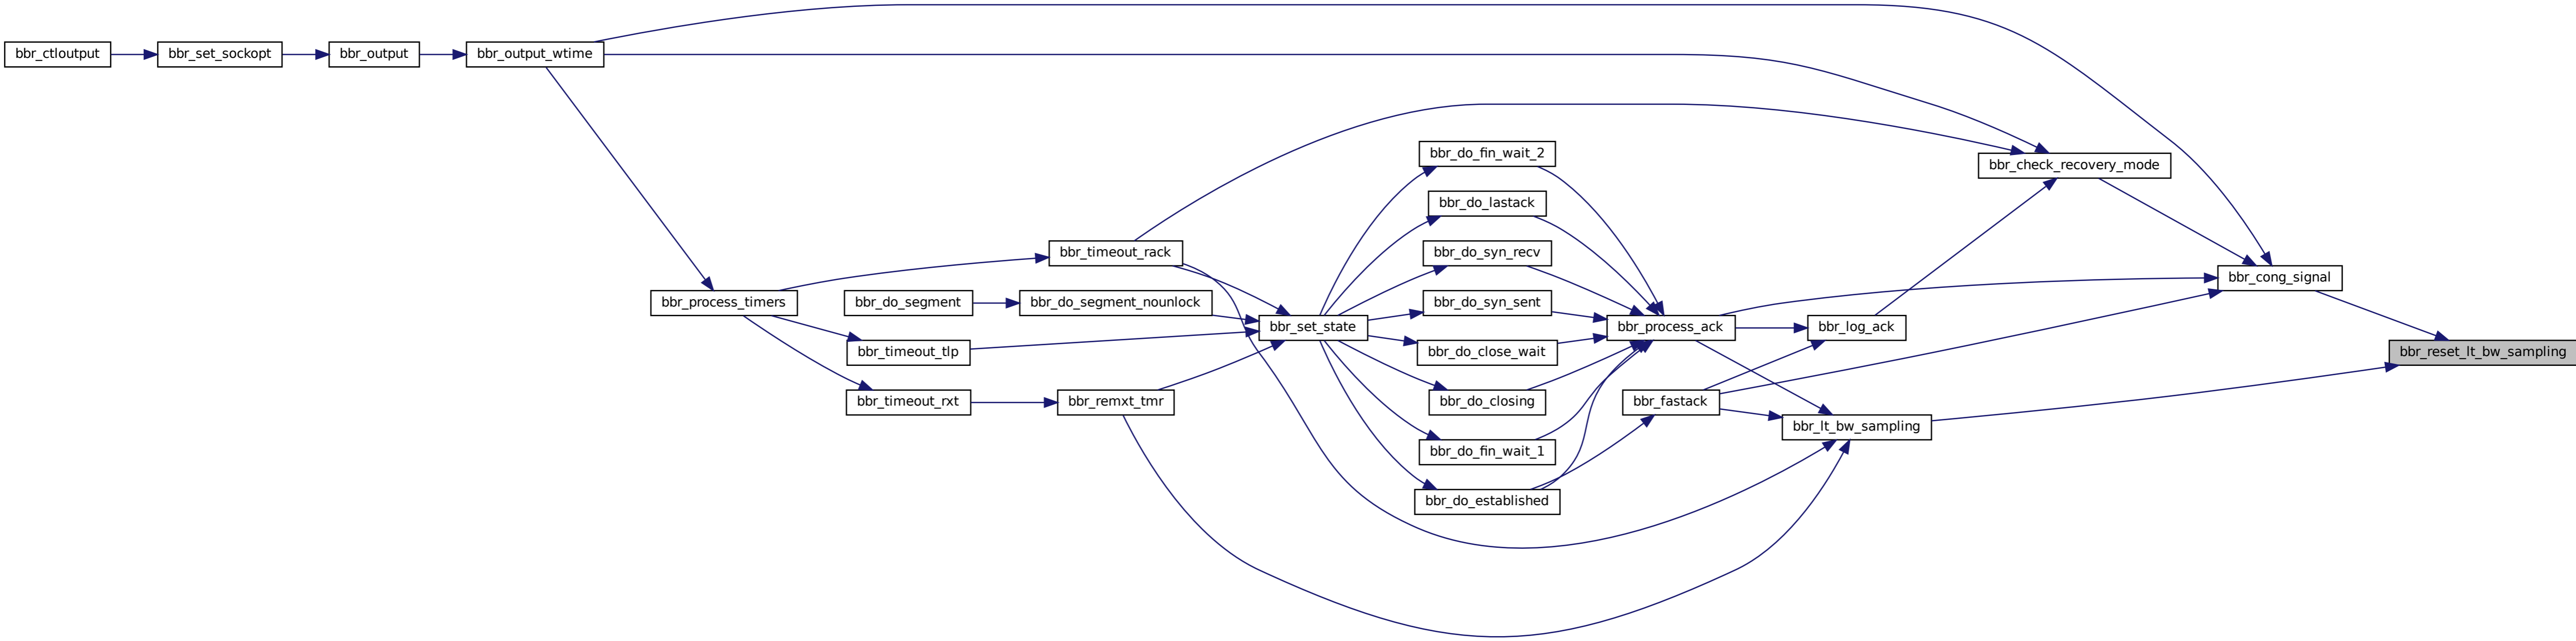 bbr_ctloutput
bbr_set_sockopt
bbr_output
bbr_output_wtime
bbr_process_timers
bbr_do_segment
bbr_timeout_tlp
bbr_timeout_rxt
bbr_timeout_rack
bbr_do_segment_nounlock
bbr_remxt_tmr
bbr_set_state
bbr_do_fin_wait_2
bbr_do_lastack
bbr_do_syn_recv
bbr_do_syn_sent
bbr_do_close_wait
bbr_do_closing
bbr_do_fin_wait_1
bbr_do_established
bbr_process_ack
bbr_fastack
bbr_log_ack
bbr_lt_bw_sampling
bbr_check_recovery_mode
bbr_cong_signal
bbr_reset_lt_bw_sampling